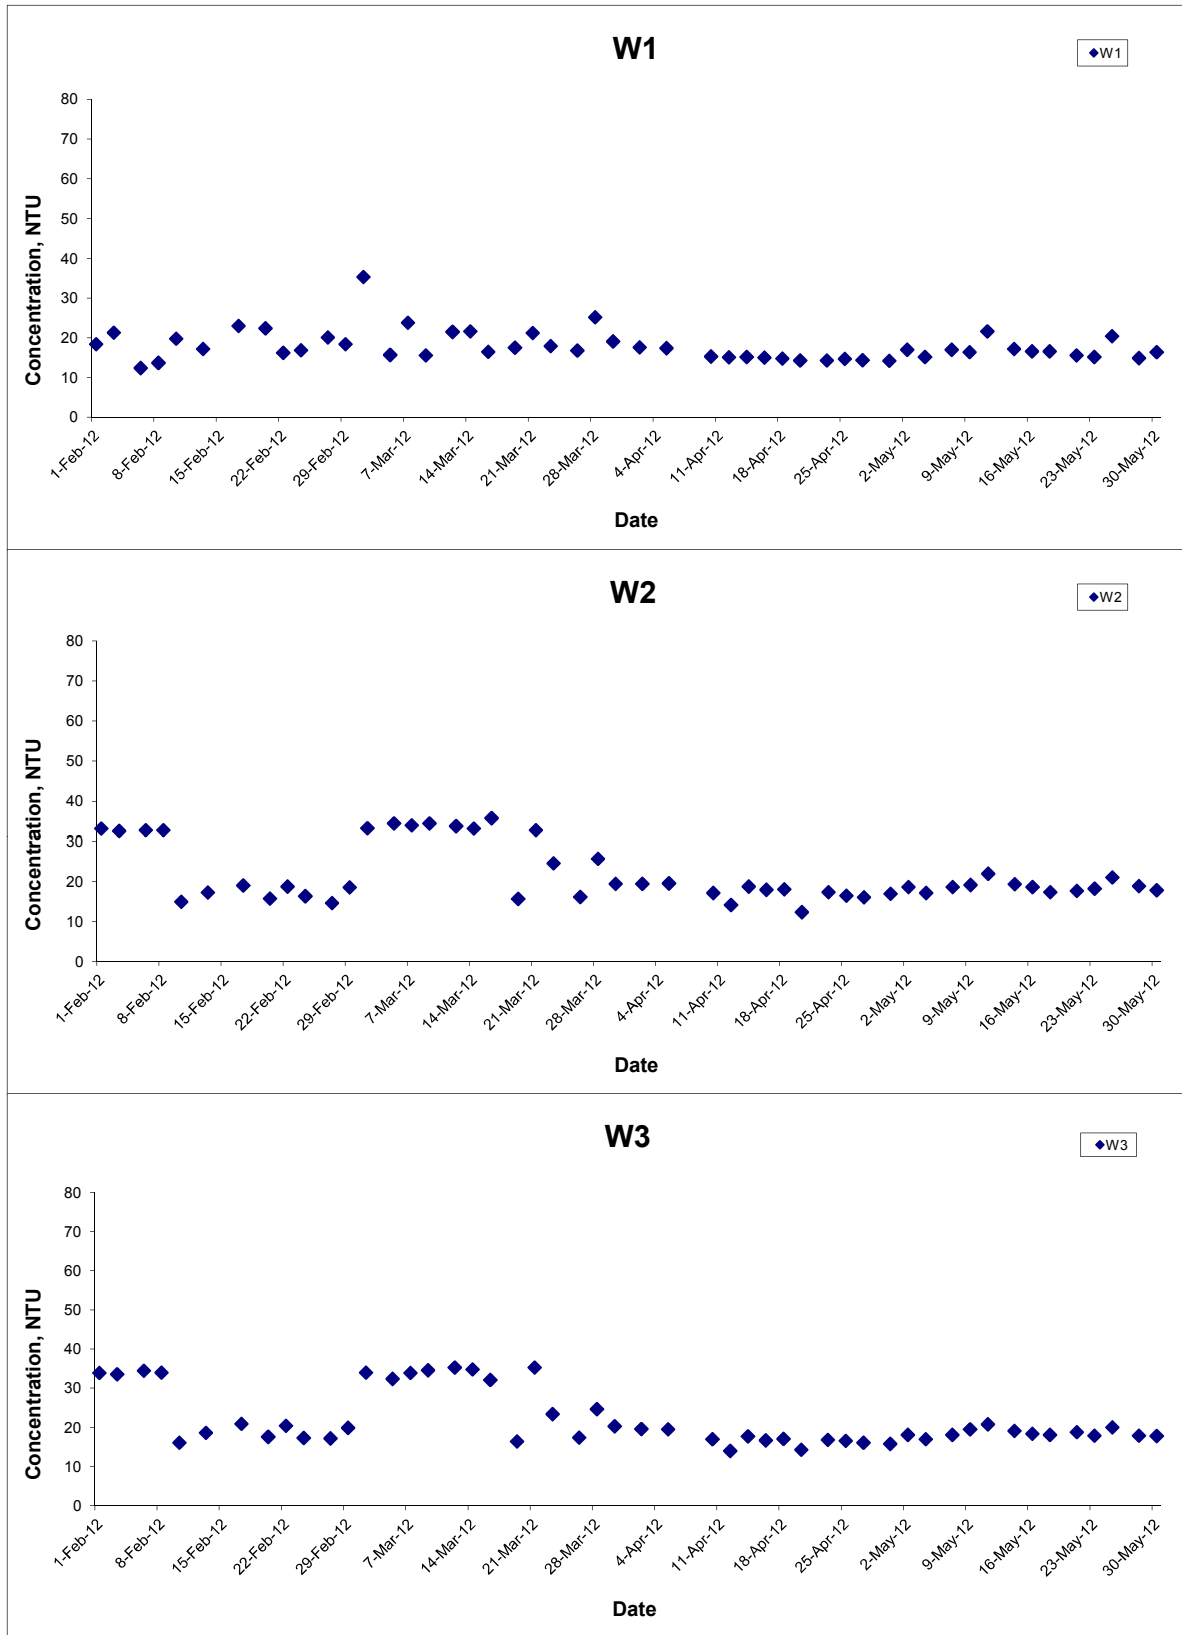 W1
W1
Concentration, NTU
80
70
60
50
40
30
20
10
0
1-Feb-12
8-Feb-12
15-Feb-12
22-Feb-12
29-Feb-12
7-Mar-12
14-Mar-12
21-Mar-12
28-Mar-12
4-Apr-12
11-Apr-12
18-Apr-12
25-Apr-12
2-May-12
9-May-12
16-May-12
23-May-12
30-May-12
Date
W2
W2
Concentration, NTU
80
70
60
50
40
30
20
10
0
1-Feb-12
8-Feb-12
15-Feb-12
22-Feb-12
29-Feb-12
7-Mar-12
14-Mar-12
21-Mar-12
28-Mar-12
4-Apr-12
11-Apr-12
18-Apr-12
25-Apr-12
2-May-12
9-May-12
16-May-12
23-May-12
30-May-12
Date
W3
W3
Concentration, NTU
80
70
60
50
40
30
20
10
0
1-Feb-12
8-Feb-12
15-Feb-12
22-Feb-12
29-Feb-12
7-Mar-12
14-Mar-12
21-Mar-12
28-Mar-12
4-Apr-12
11-Apr-12
18-Apr-12
25-Apr-12
2-May-12
9-May-12
16-May-12
23-May-12
30-May-12
Date